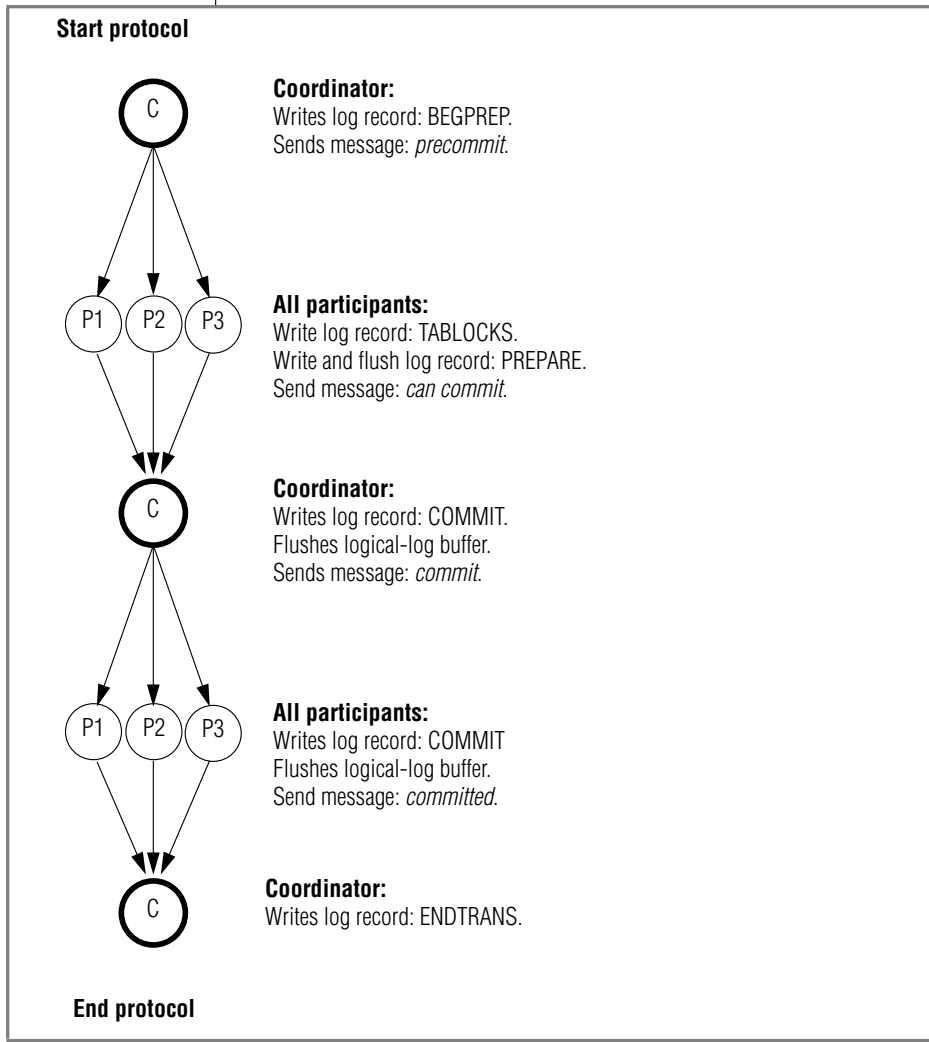 Start protocol
C
Coordinator:
Writes log record: BEGPREP.
Sends message: precommit.
P1 P2 P3
All participants:
Write log record: TABLOCKS.
Write and flush log record: PREPARE.
Send message: can commit.
C
Coordinator:
Writes log record: COMMIT.
Flushes logical-log buffer.
Sends message: commit.
P1 P2 P3
All participants:
Writes log record: COMMIT
Flushes logical-log buffer.
Send message: committed.
C
Coordinator:
Writes log record: ENDTRANS.
End protocol